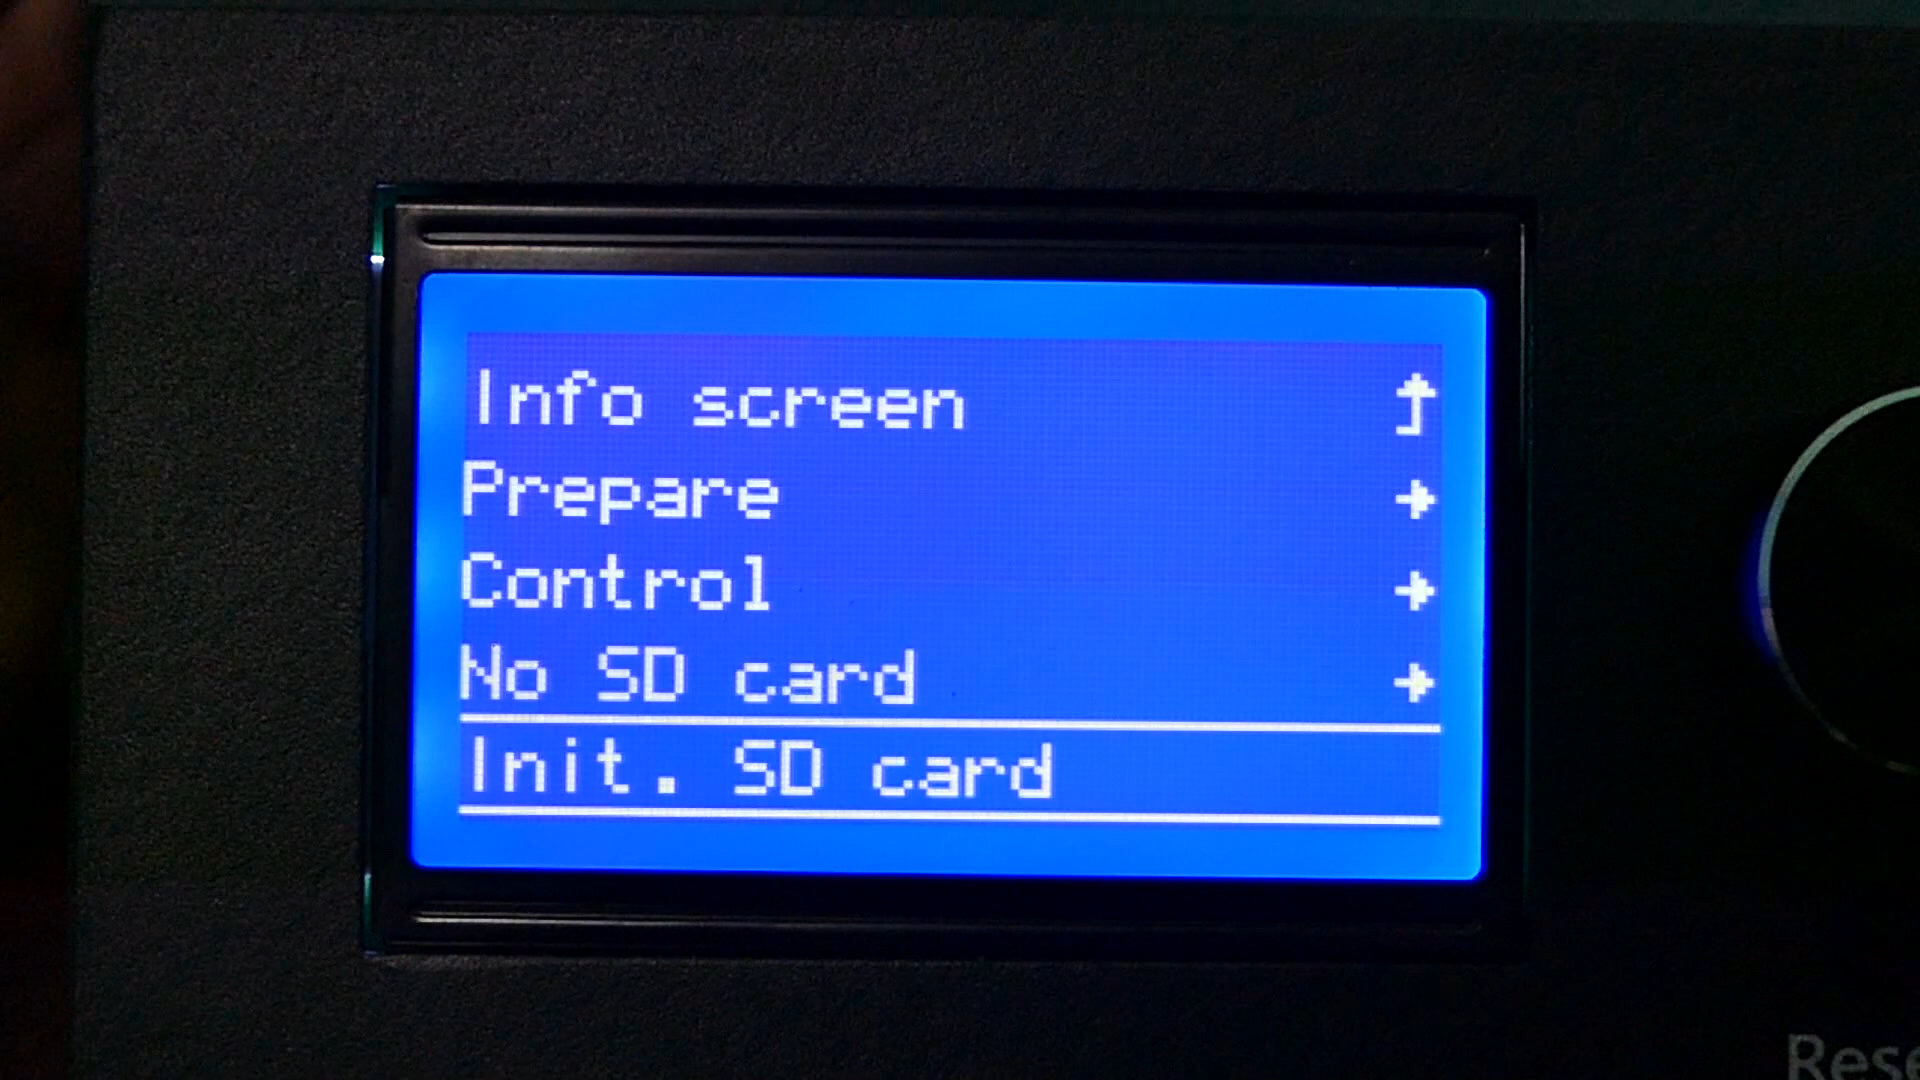 Info screen
Prepare
Control
No SD card
Init. SD card